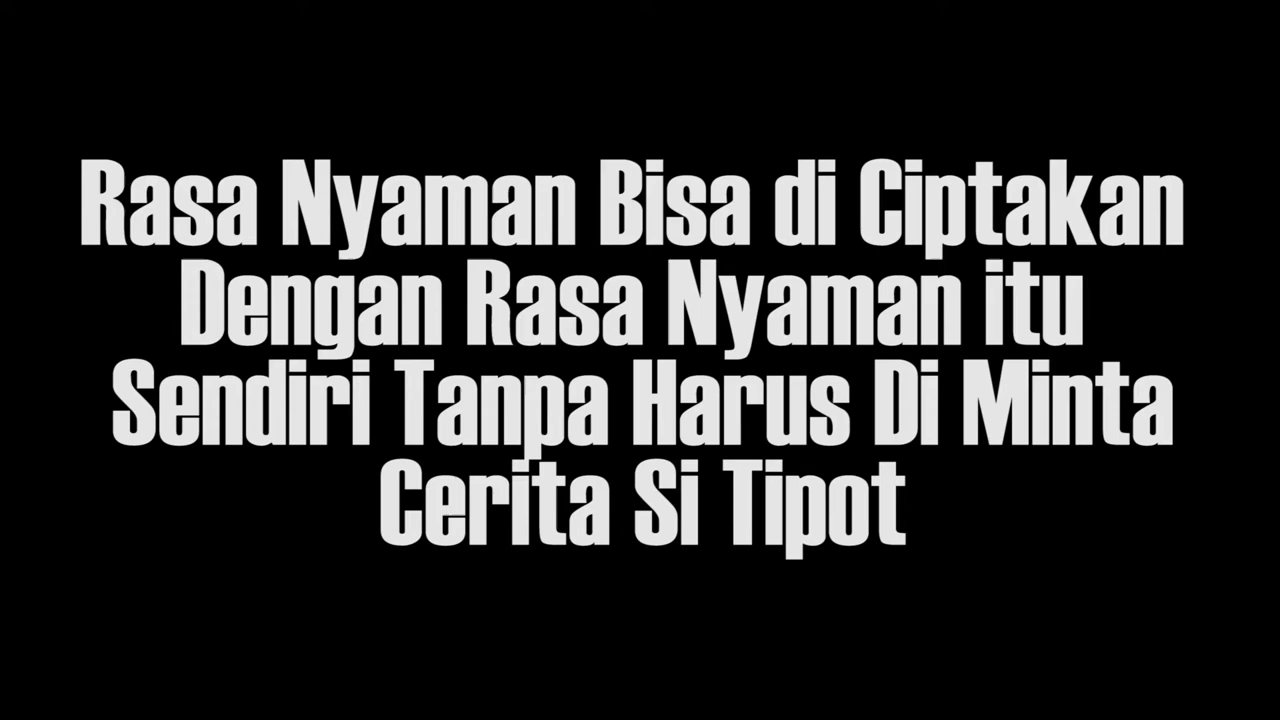 Rasa Nyaman Bisa di Ciptakan
Dengan Rasa Nyaman itu
Sendiri Tanpa Harus Di Minta
Cerita Si Tipot